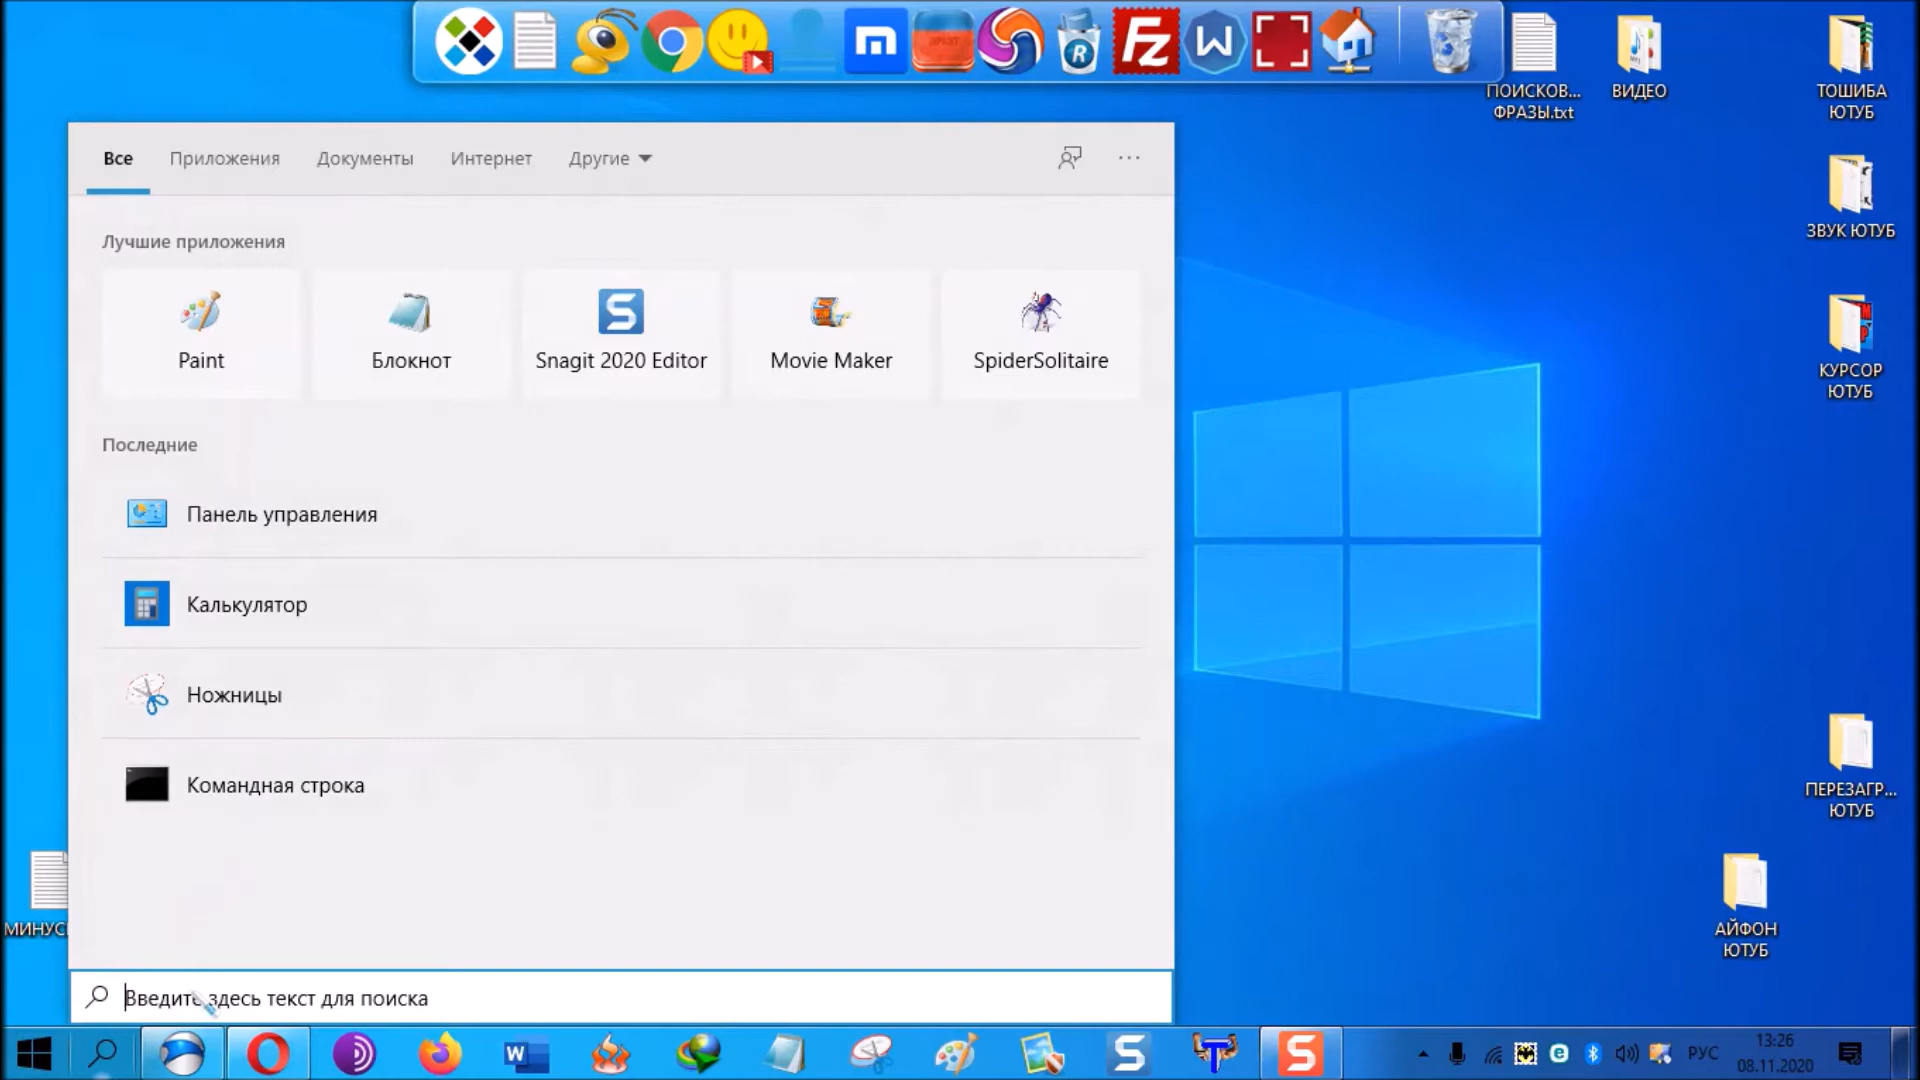 ПОИСКОВ...
ФРАЗЫ.txt
ВИДЕО
ТОШИБА
ЮТУБ
Все
Приложения
Документы
Интернет
Другие
Лучшие приложения
Paint
Блокнот
Snagit 2020 Editor
Movie Maker
SpiderSolitaire
ЗВУК ЮТУБ
КУРСОР
ЮТУБ
Последние
Панель управления
Калькулятор
Ножницы
Командная строка
ПЕРЕЗАГР...
ЮТУБ
МИНУС
АЙФОН
ЮТУБ
Введите здесь текст для поиска
РУС
13:26
08.11.2020